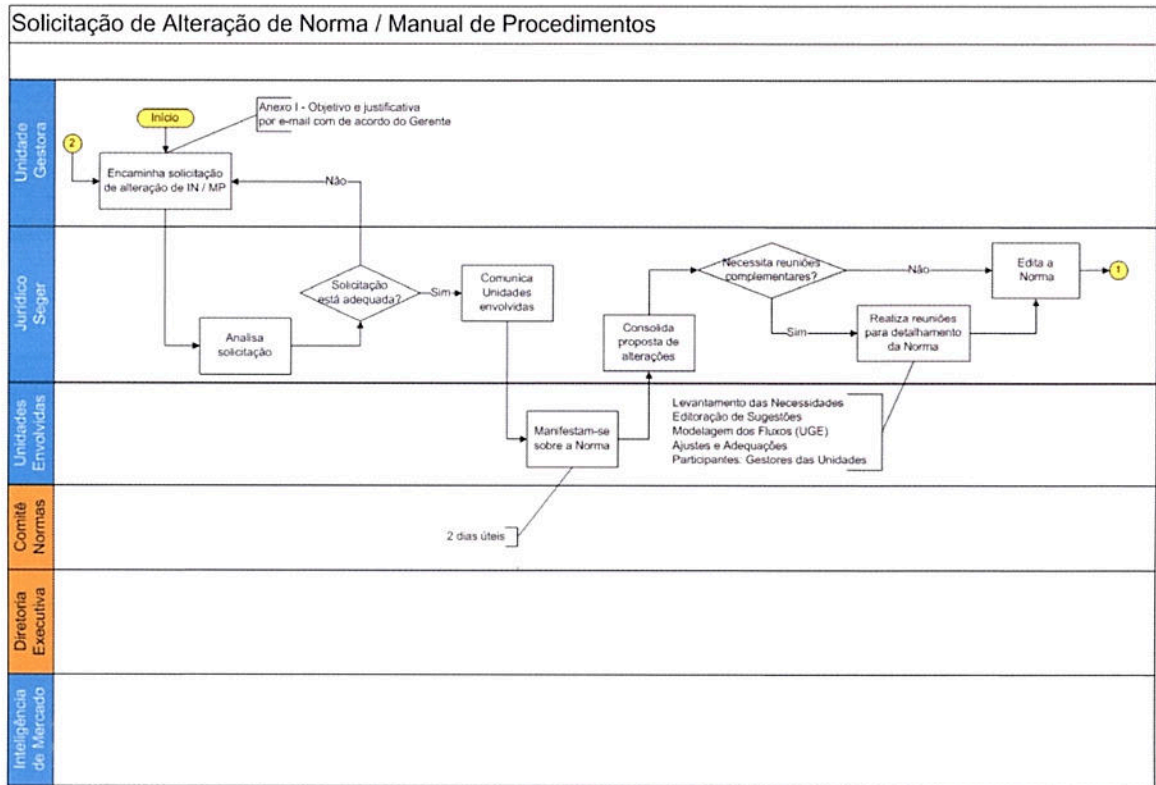 Solicitação de Alteração de Norma / Manual de Procedimentos
Unidade
Gestora
Início
Anexo I - Objetivo e justificativa
por e-mail com de acordo do Gerente
2
Encaminha solicitação
de alteração de IN / MP
Não
Jurídico
Seger
Analisa
solicitação
Solicitação
está adequada?
Sim
Comunica
Unidades
envolvidas
Consolida
proposta de
alterações
Necessita reuniões
complementares?
Não
Sim
Realiza reuniões
para detalhamento
da Norma
Edita a
Norma
1
Unidades
Envolvidas
Manifestam-se
sobre a Norma
Levantamento das Necessidades
Editoração de Sugestões
Modelagem dos Fluxos (UGE)
Ajustes e Adequações
Participantes: Gestores das Unidades
Comitê
Normas
2 dias úteis
Diretoria
Executiva
Inteligência
de Mercado